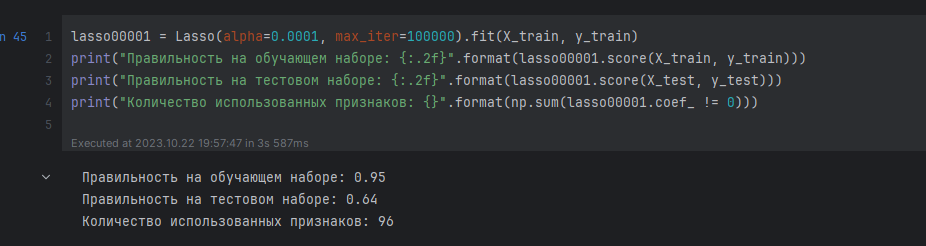 n 45
1 lasso00001 = Lasso(alpha=0.0001, max_iter=100000).fit(X_train, y_train)
2 print("Правильность на обучающем наборе: {:.2f}".format(lasso00001.score(X_train, y_train)))
3 print("Правильность на тестовом наборе: {:.2f}".format(lasso00001.score(X_test, y_test)))
4 print("Количество использованных признаков: {}".format(np.sum(lasso00001.coef_ != 0)))
5
Executed at 2023.10.22 19:57:47 in 3s 587ms
Правильность на обучающем наборе: 0.95
Правильность на тестовом наборе: 0.64
Количество использованных признаков: 96